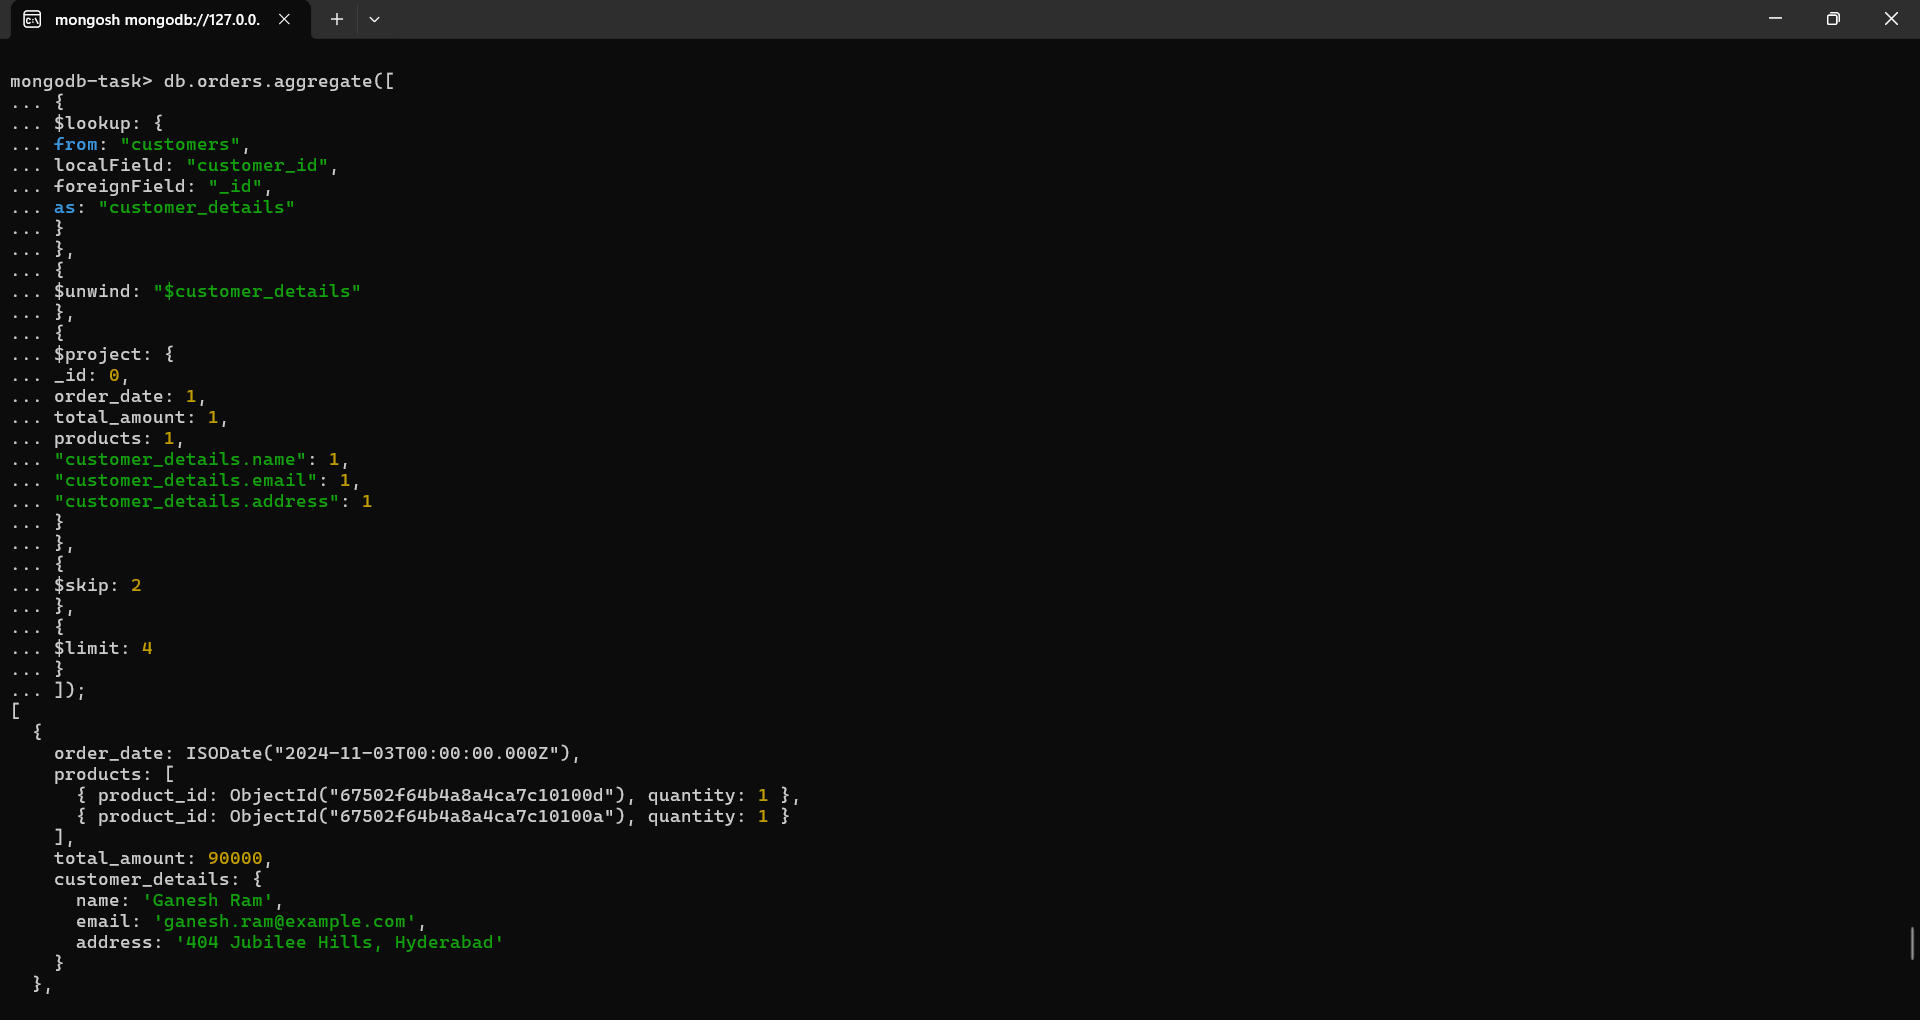 mongosh mongodb://127.0.0.
mongodb-task> db.orders.aggregate([
... {
... $lookup: {
... from: "customers",
... localField: "customer_id",
... foreignField: "_id",
... as: "customer_details"
... }
... },
... {
... $unwind: "$customer_details"
... },
... {
... $project: {
... _id: 0,
... order_date: 1,
... total_amount: 1,
... products: 1,
... "customer_details.name": 1,
... "customer_details.email": 1,
... "customer_details.address": 1
... }
... },
... {
... $skip: 2
... },
... {
... $limit: 4
... }
... ]);
[
  {
    order_date: ISODate("2024-11-03T00:00:00.000Z"),
    products: [
      { product_id: ObjectId("67502f64b4a8a4ca7c10100d"), quantity: 1 },
      { product_id: ObjectId("67502f64b4a8a4ca7c10100a"), quantity: 1 }
    ],
    total_amount: 90000,
    customer_details: {
      name: 'Ganesh Ram',
      email: 'ganesh.ram@example.com',
      address: '404 Jubilee Hills, Hyderabad'
    }
  },